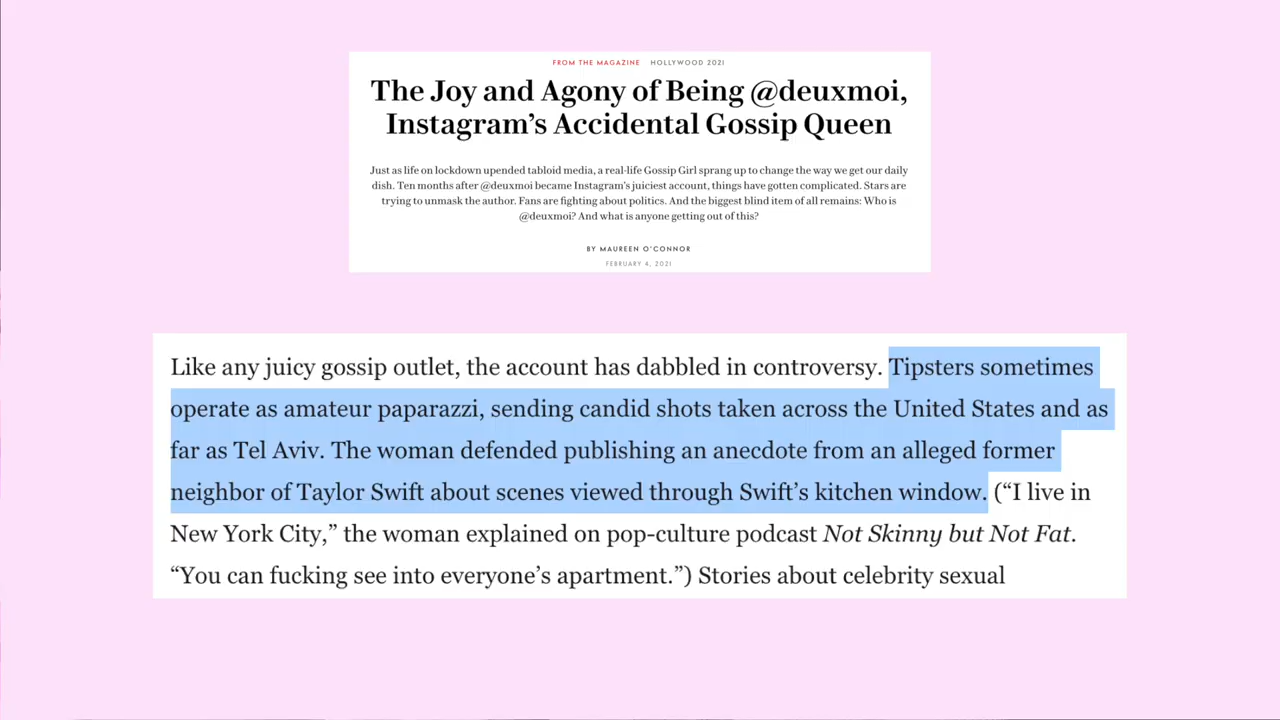 FROM THE MAGAZINE HOLLYWOOD 2021
The Joy and Agony of Being @deuxmoi,
Instagram's Accidental Gossip Queen
Just as life on lockdown upended tabloid media, a real-life Gossip Girl sprang up to change the way we get our daily
dish. Ten months after @deuxmoi became Instagram's juiciest account, things have gotten complicated. Stars are
trying to unmask the author. Fans are fighting about politics. And the biggest blind item of all remains: Who is
@deuxmoi? And what is anyone getting out of this?
BY MAUREEN O'CONNOR
FEBRUARY 4, 2021
Like any juicy gossip outlet, the account has dabbled in controversy. Tipsters sometimes
operate as amateur paparazzi, sending candid shots taken across the United States and as
far as Tel Aviv. The woman defended publishing an anecdote from an alleged former
neighbor of Taylor Swift about scenes viewed through Swift's kitchen window. (“I live in
New York City,” the woman explained on pop-culture podcast Not Skinny but Not Fat.
“You can fucking see into everyone's apartment.”) Stories about celebrity sexual